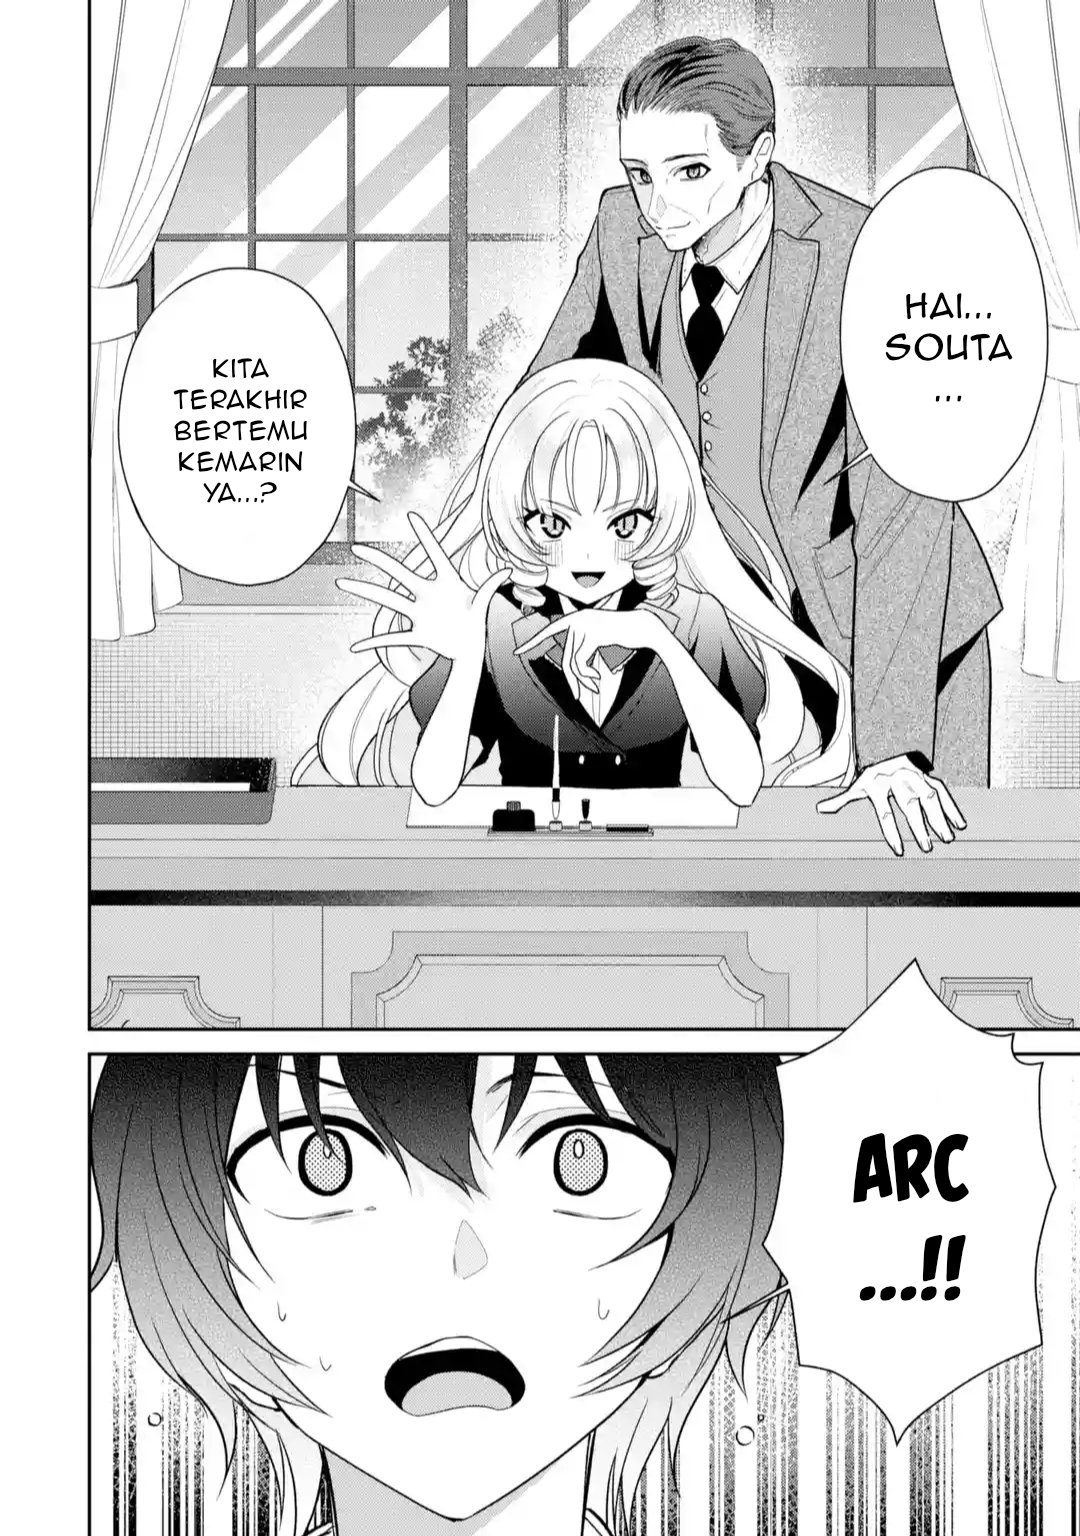 HAI...
SOUTA
...
KITA
TERAKHIR
BERTEMU
KEMARIN
YA...?
ARC
...!!